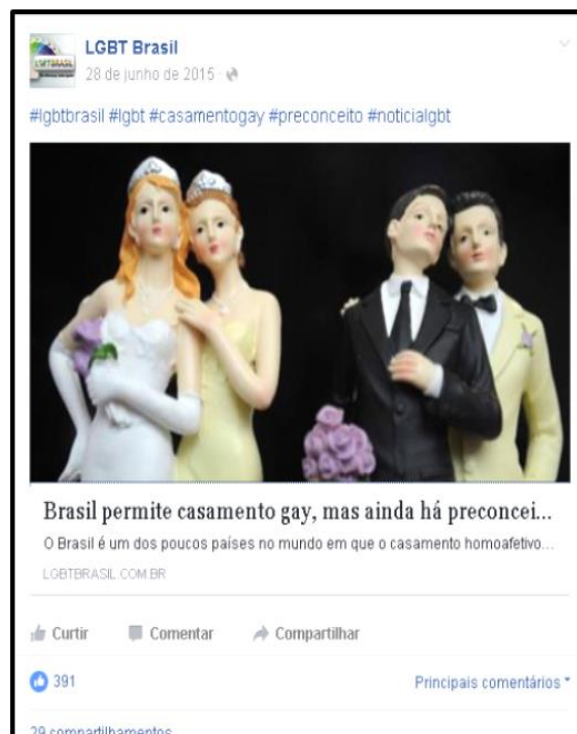 LGBT Brasil
28 de junho de 2015
#lgbtbrasil #lgbt #casamentogay #preconceito #noticialgbt
Brasil permite casamento gay, mas ainda há preconcei...
O Brasil é um dos poucos países no mundo em que o casamento homoafetivo...
LGBTBRASIL.COM.BR
Curtir Comentar Compartilhar
391 Principais comentários
29 compartilhamentos